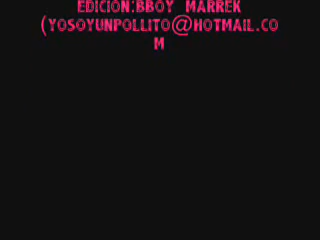 EDICION:BBOY MARREK
(YOSOYUNPOLLITO@HOTMAIL.CO
M